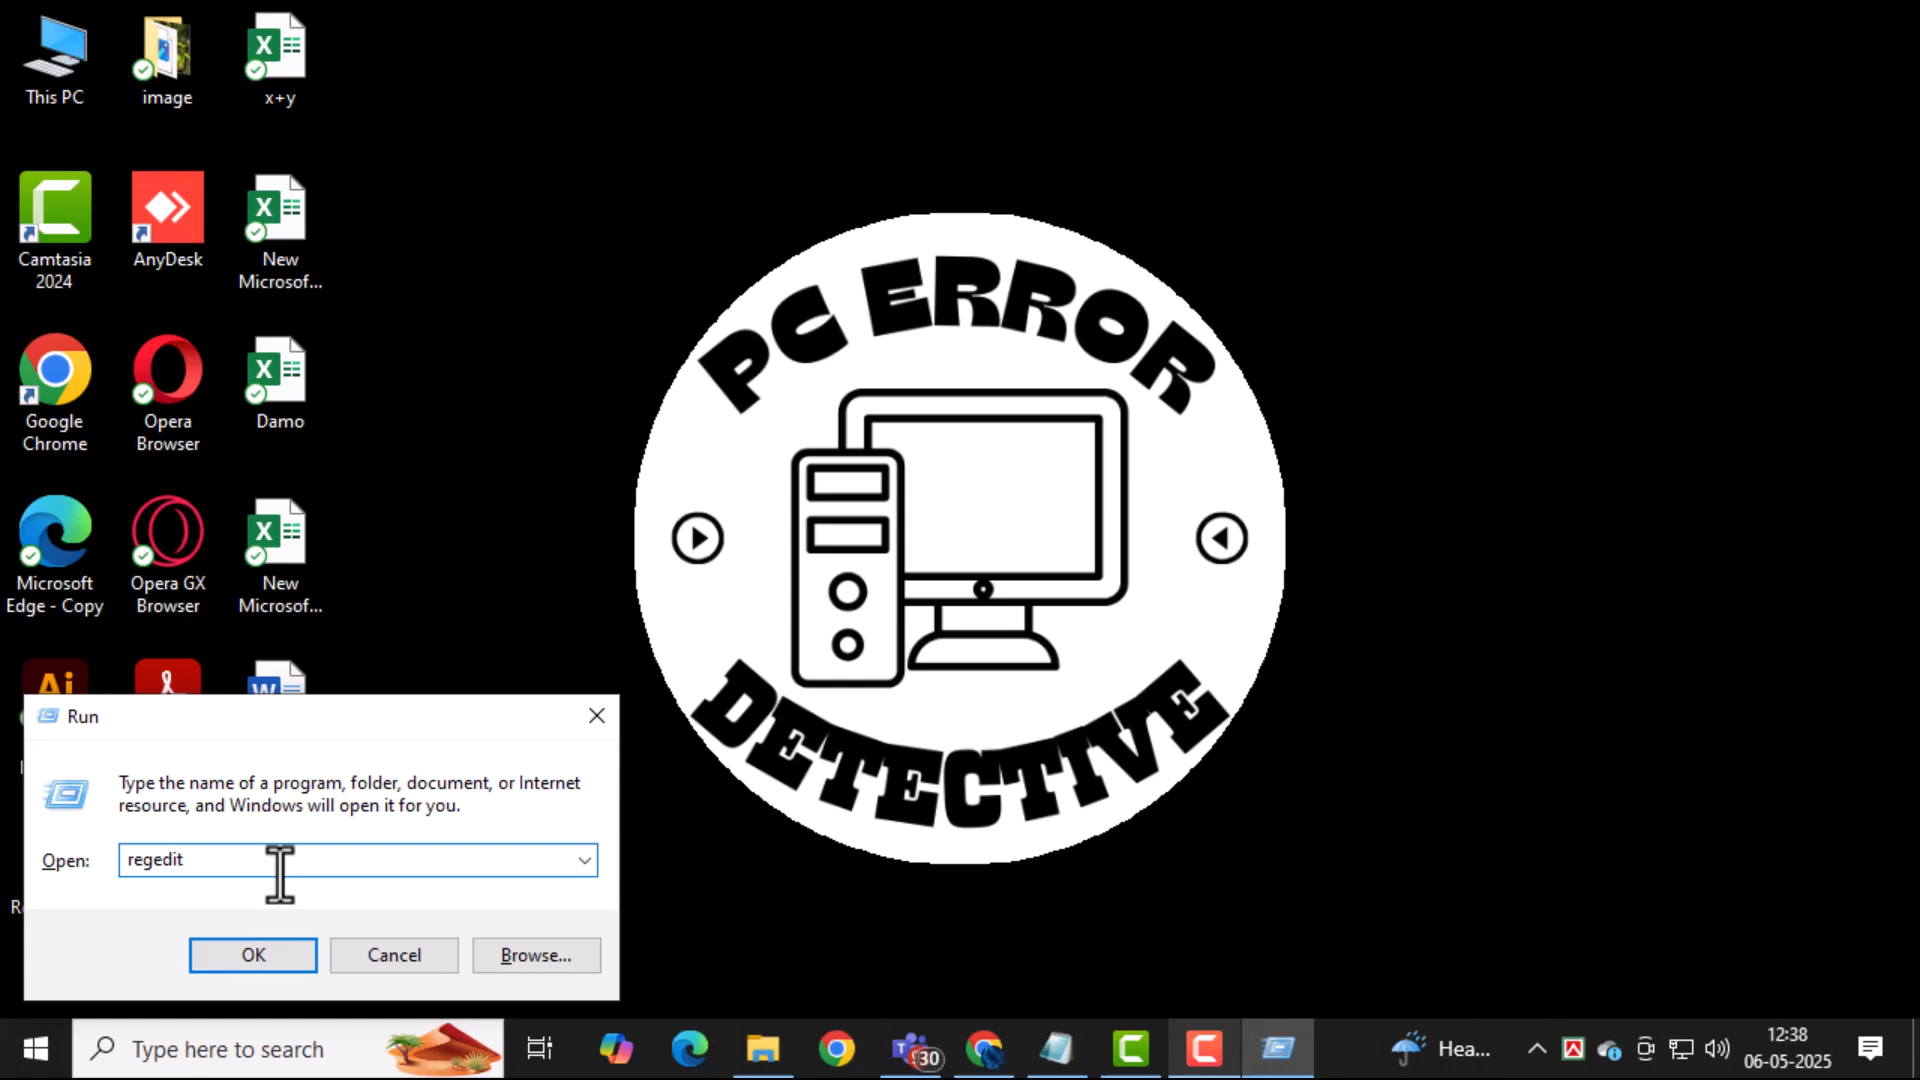 This PC
image
x+y
Camtasia
2024
AnyDesk
New
Microsof...
Google
Chrome
Opera
Browser
Damo
Microsoft
Edge - Copy
Opera GX
Browser
New
Microsof...
Ai
W
PC ERROR
DETECTIVE
Run
Type the name of a program, folder, document, or Internet
resource, and Windows will open it for you.
Open:
regedit
OK
Cancel
Browse...
Type here to search
30
Hea...
12:38
06-05-2025